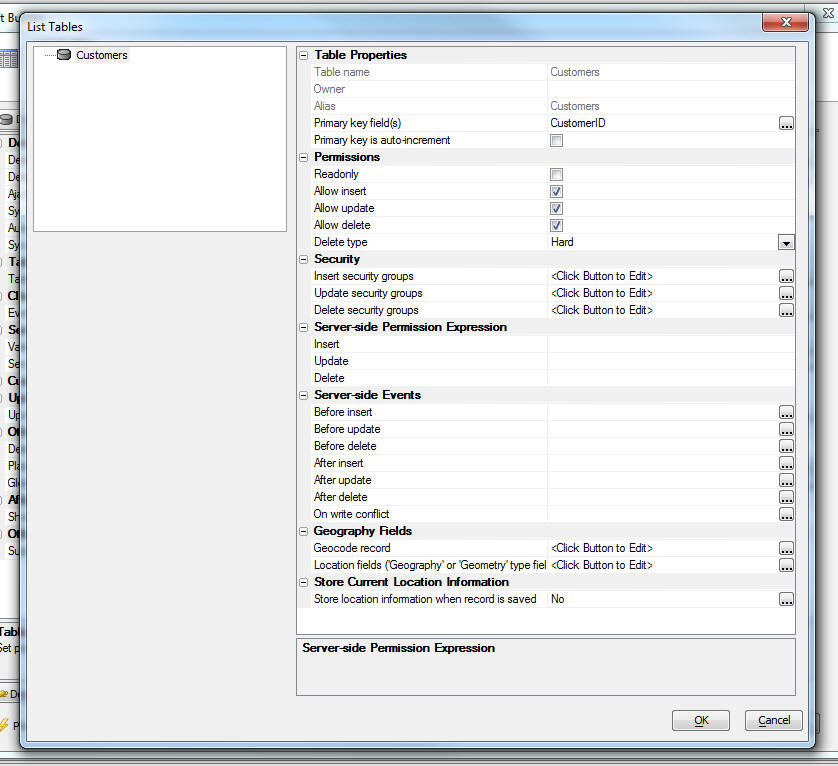 List Tables
Customers
Table Properties
Table name Customers
Owner
Alias Customers
Primary key field(s) CustomerID
Primary key is auto-increment
Permissions
Readonly
Allow insert
Allow update
Allow delete
Delete type Hard
Security
Insert security groups <Click Button to Edit>
Update security groups <Click Button to Edit>
Delete security groups <Click Button to Edit>
Server-side Permission Expression
Insert
Update
Delete
Server-side Events
Before insert
Before update
Before delete
After insert
After update
After delete
On write conflict
Geography Fields
Geocode record <Click Button to Edit>
Location fields ('Geography' or 'Geometry' type fiel <Click Button to Edit>
Store Current Location Information
Store location information when record is saved No
Server-side Permission Expression
OK Cancel